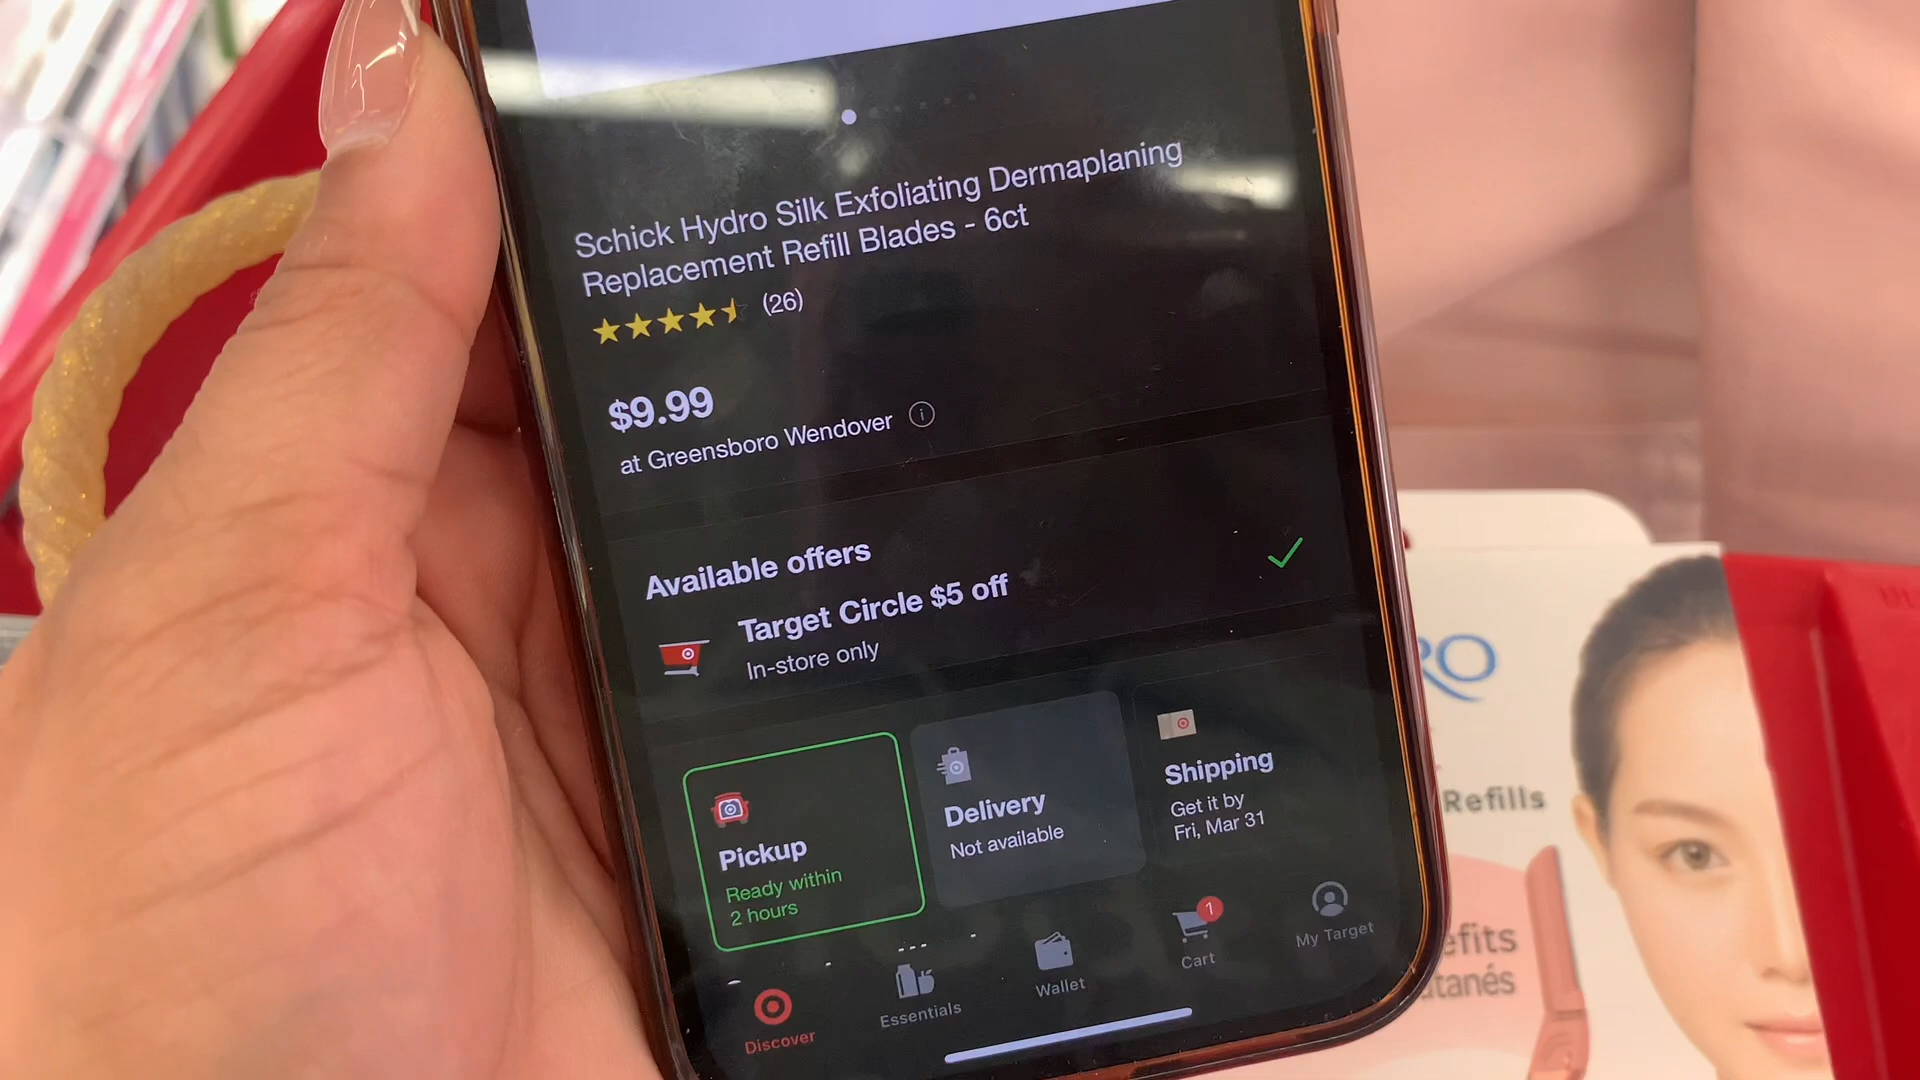 Schick Hydro Silk Exfoliating Dermaplaning
Replacement Refill Blades - 6ct
(26)
$9.99
at Greensboro Wendover
Available offers
Target Circle $5 off
In-store only
Pickup
Ready within
2 hours
Delivery
Not available
Shipping
Get it by
Fri, Mar 31
Discover
Essentials
Wallet
1
Cart
My Target
Refills